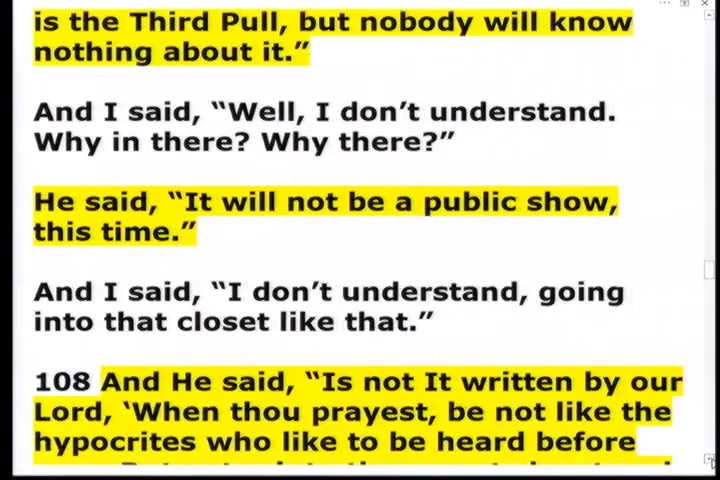 is the Third Pull, but nobody will know
nothing about it.”
And I said, “Well, I don’t understand.
Why in there? Why there?”
He said, “It will not be a public show,
this time.”
And I said, “I don’t understand, going
into that closet like that.”
108 And He said, “Is not It written by our
Lord, ‘When thou prayest, be not like the
hypocrites who like to be heard before